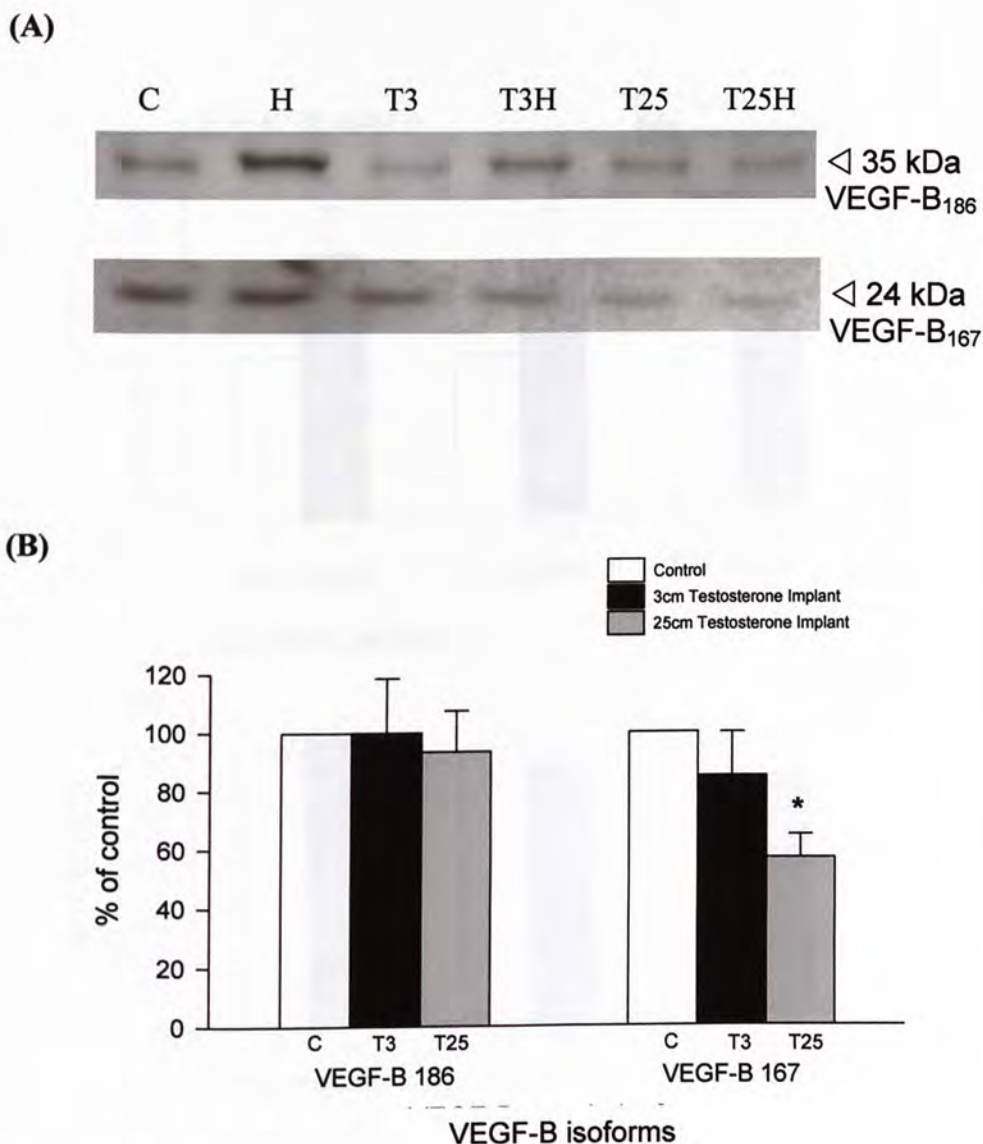 (A)
C H T3 T3H T25 T25H
◁ 35 kDa
VEGF-B₁₈₆
◁ 24 kDa
VEGF-B₁₆₇
(B)
Control
3cm Testosterone Implant
25cm Testosterone Implant
120
100
80
60
40
20
0
% of control
*
C T3 T25 C T3 T25
VEGF-B 186 VEGF-B 167
VEGF-B isoforms